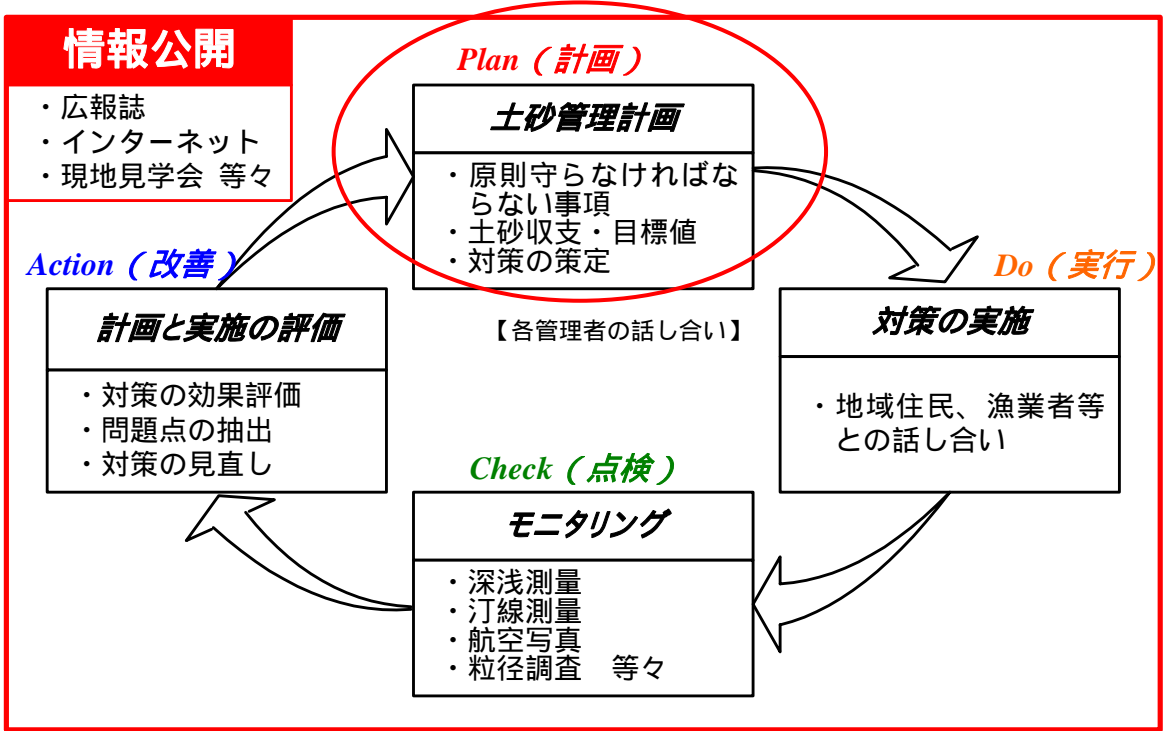 情報公開
・広報誌
・インターネット
・現地見学会 等々
Plan（計画）
土砂管理計画
・原則守らなければな
らない事項
・土砂収支・目標値
・対策の策定
【各管理者の話し合い】
Do（実行）
対策の実施
・地域住民、漁業者等
との話し合い
Check（点検）
モニタリング
・深浅測量
・汀線測量
・航空写真
・粒径調査　等々
Action（改善）
計画と実施の評価
・対策の効果評価
・問題点の抽出
・対策の見直し